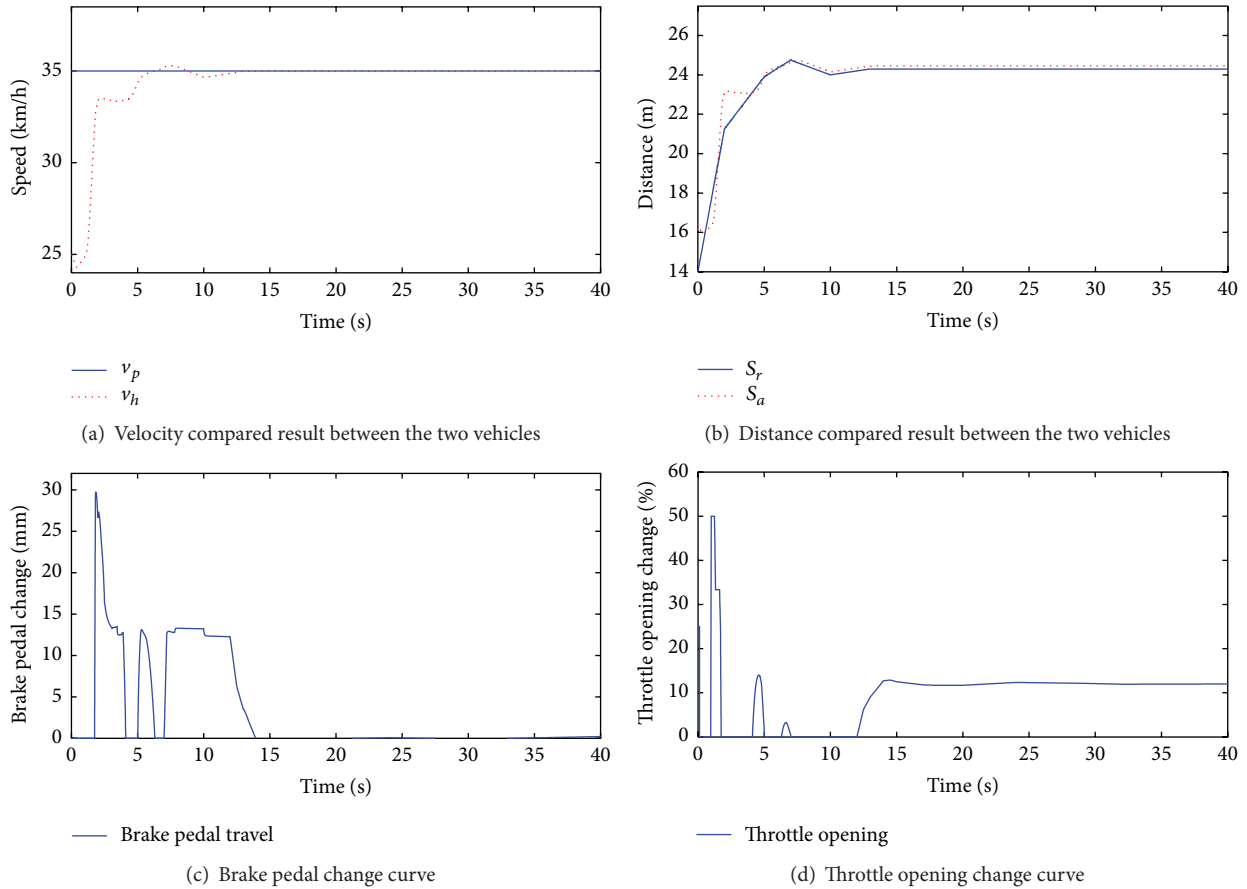 Speed (km/h)
35
35
30
25
0 5 10 15 20 25 30 35 40
Time (s)
v_p
v_h
(a) Velocity compared result between the two vehicles
Distance (m)
26
24
22
20
18
16
14
0 5 10 15 20 25 30 35 40
Time (s)
S_r
S_a
(b) Distance compared result between the two vehicles
Brake pedal change (mm)
30
25
20
15
10
5
0
0 5 10 15 20 25 30 35 40
Time (s)
Brake pedal travel
(c) Brake pedal change curve
Throttle opening change (%)
60
50
40
30
20
10
0
0 5 10 15 20 25 30 35 40
Time (s)
Throttle opening
(d) Throttle opening change curve